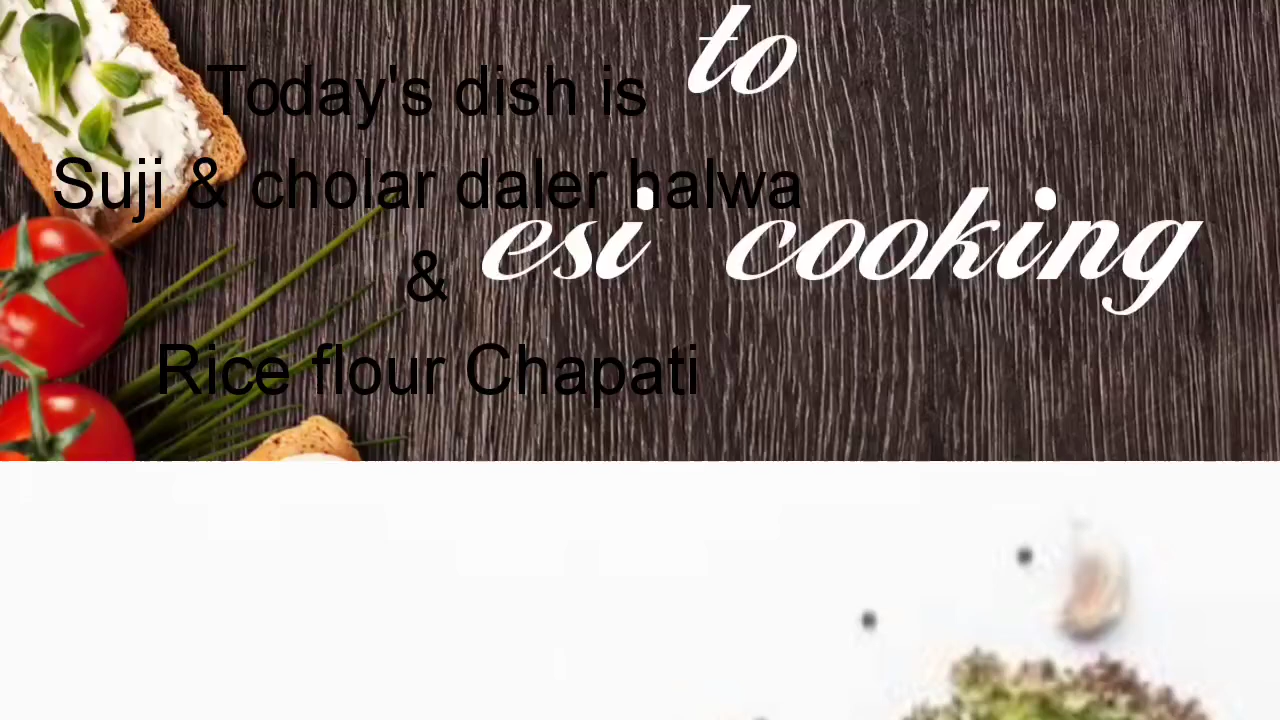 to
Today's dish is
Suji & cholar daler halwa
esi cooking
&
Rice flour Chapati